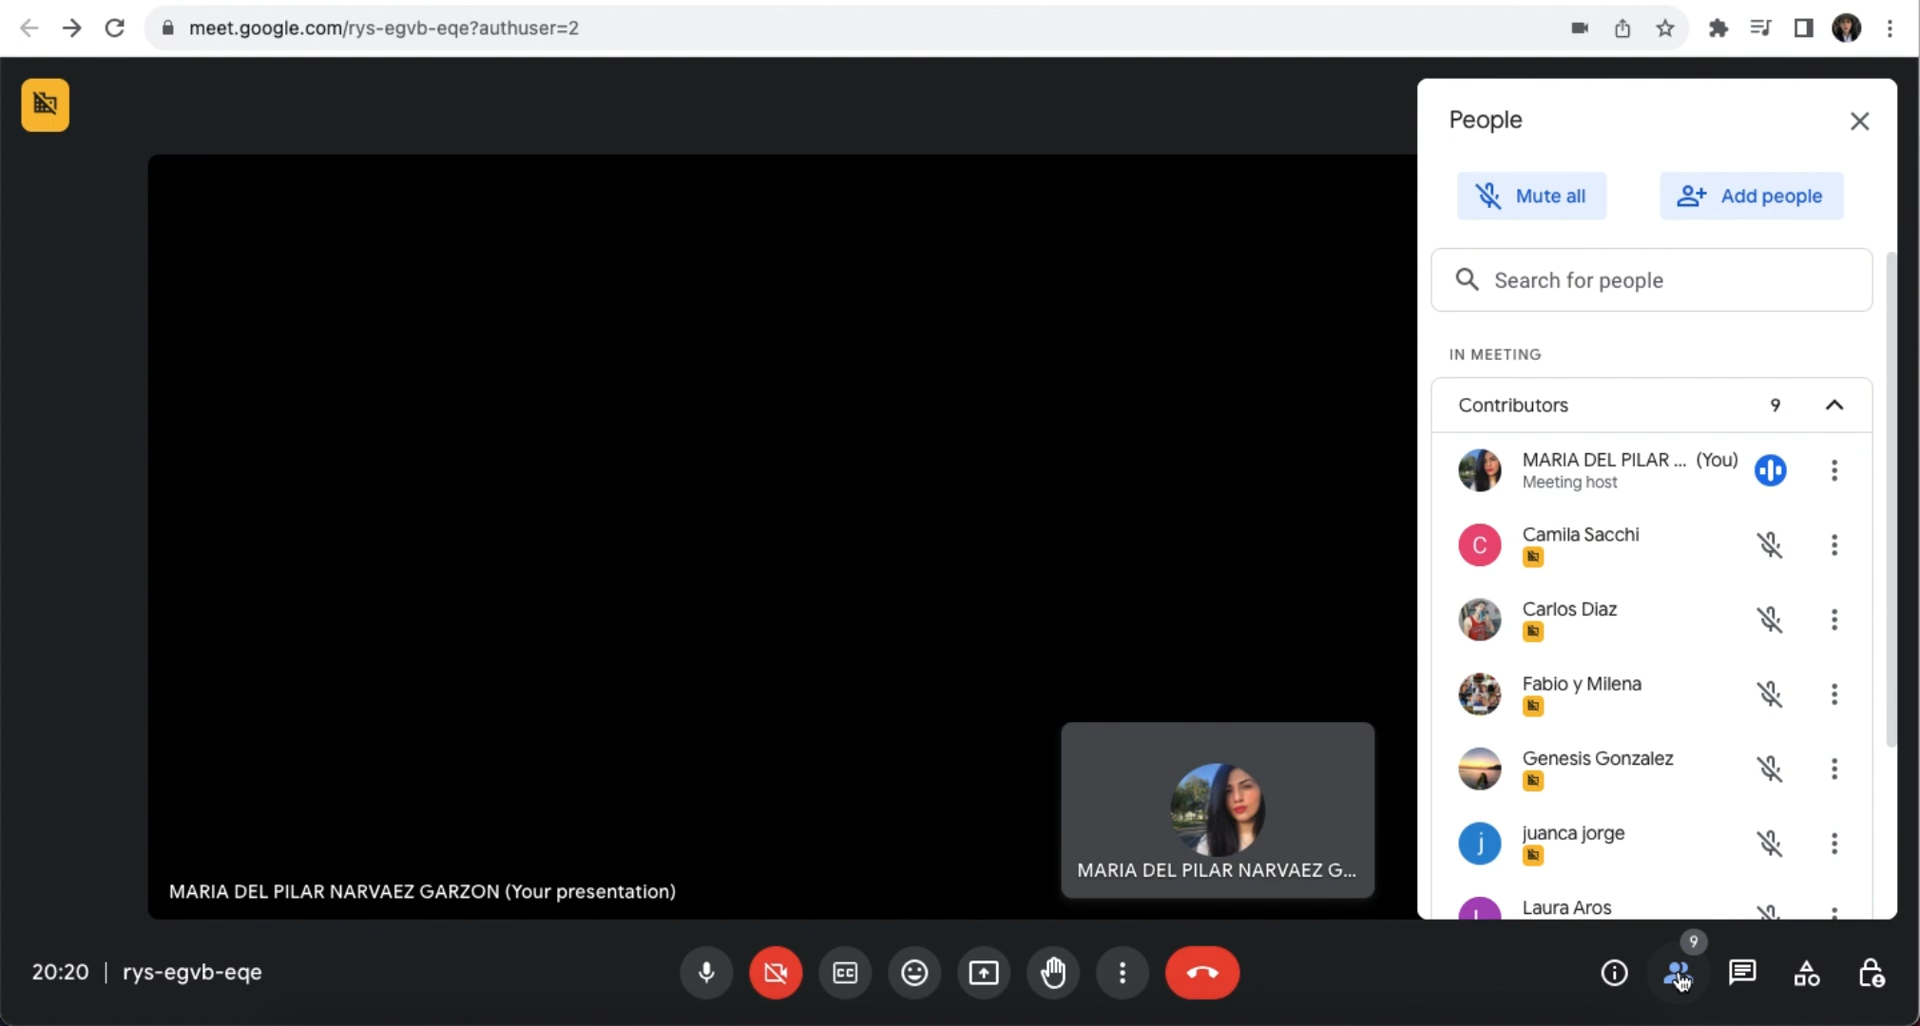 meet.google.com/rys-egvb-eqe?authuser=2
People
Mute all
Add people
Search for people
IN MEETING
Contributors 9
MARIA DEL PILAR ... (You)
Meeting host
C
Camila Sacchi
Carlos Diaz
Fabio y Milena
Genesis Gonzalez
j
juanca jorge
L
Laura Aros
MARIA DEL PILAR NARVAEZ G...
MARIA DEL PILAR NARVAEZ GARZON (Your presentation)
20:20 | rys-egvb-eqe
CC
9